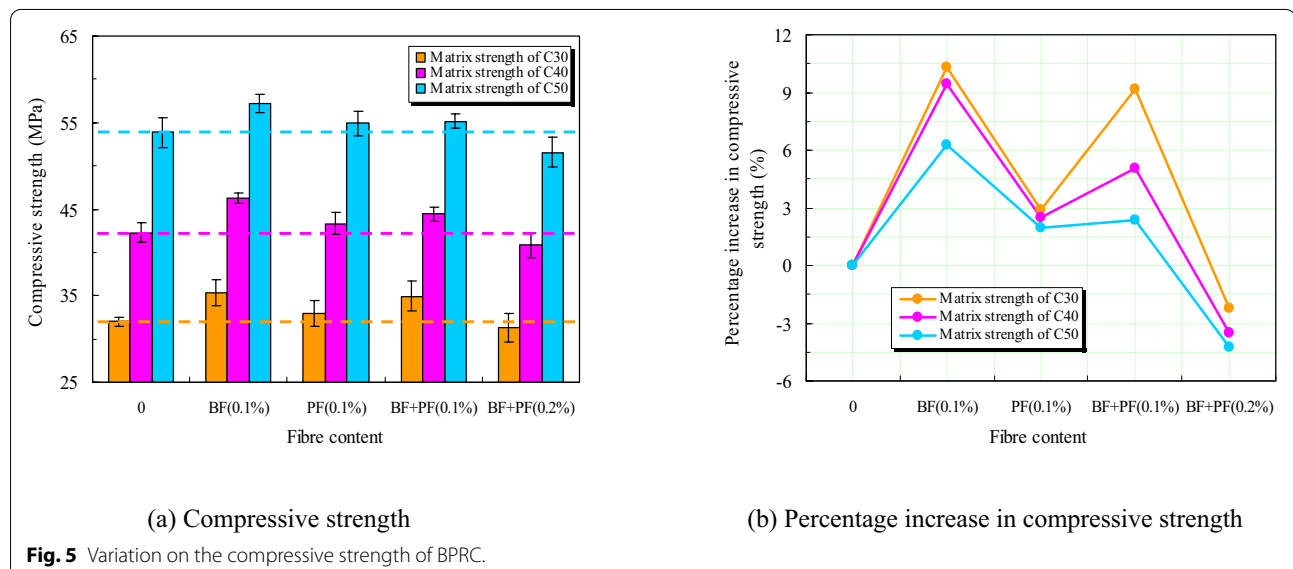 65
55
45
35
25
Compressive strength (MPa)
Matrix strength of C30
Matrix strength of C40
Matrix strength of C50
0
BF(0.1%)
PF(0.1%)
BF+PF(0.1%)
BF+PF(0.2%)
Fibre content
(a) Compressive strength
12
9
6
3
0
-3
-6
Percentage increase in compressive
strength (%)
Matrix strength of C30
Matrix strength of C40
Matrix strength of C50
0
BF(0.1%)
PF(0.1%)
BF+PF(0.1%)
BF+PF(0.2%)
Fibre content
(b) Percentage increase in compressive strength
Fig. 5 Variation on the compressive strength of BPRC.